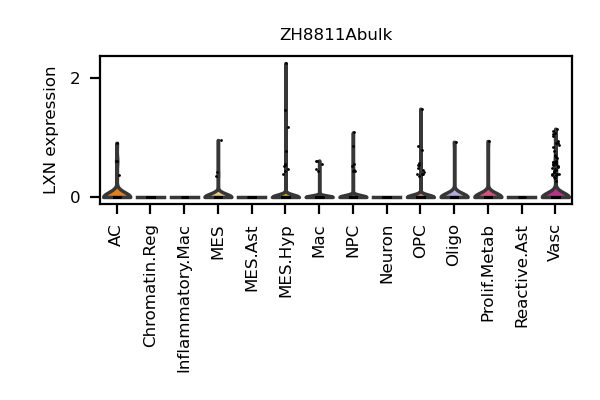 ZH8811Abulk
LXN expression
2
0
AC
Chromatin.Reg
Inflammatory.Mac
MES
MES.Ast
MES.Hyp
Mac
NPC
Neuron
OPC
Oligo
Prolif.Metab
Reactive.Ast
Vasc